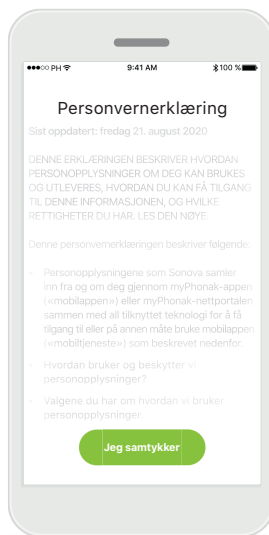 ●●●○○ PH 9:41 AM 100 %
Personvernerklæring
Sist oppdatert: fredag 21. august 2020
DENNE ERKLÆRINGEN BESKRIVER HVORDAN
PERSONOPPLYSNINGER OM DEG KAN BRUKES
OG UTLEVERES, HVORDAN DU KAN FÅ TILGANG
TIL DENNE INFORMASJONEN, OG HVILKE
RETTIGHETER DU HAR. LES DEN NØYE.
Denne personvernerklæringen beskriver følgende:
• Personopplysningene som Sonova samler
inn fra og om deg gjennom myPhonak-appen
(«mobilappen») eller myPhonak-nettportalen
sammen med all tilknyttet teknologi for å få
tilgang til eller på annen måte bruke mobilappen
(«mobiltjeneste») som beskrevet nedenfor.
• Hvordan bruker og beskytter vi
personopplysninger?
• Valgene du har om hvordan vi bruker
personopplysninger
Jeg samtykker